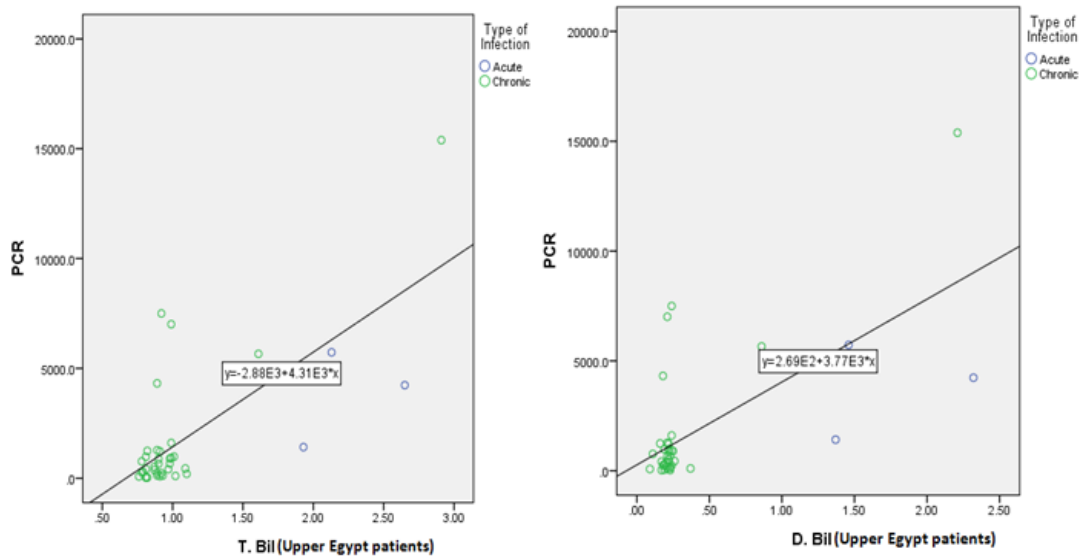 Type of
Infection
Acute
Chronic
20000.0
15000.0
10000.0
5000.0
.0
PCR
y=-2.88E3+4.31E3*x
.50 1.00 1.50 2.00 2.50 3.00
T. Bil (Upper Egypt patients)
Type of
Infection
Acute
Chronic
20000.0
15000.0
10000.0
5000.0
.0
PCR
y=2.69E2+3.77E3*x
.00 .50 1.00 1.50 2.00 2.50
D. Bil (Upper Egypt patients)